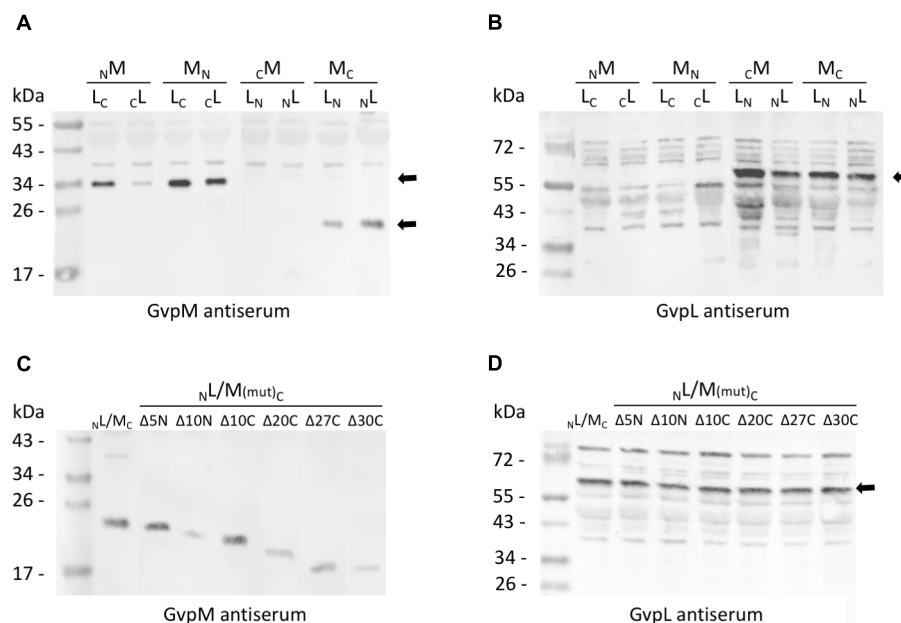 A
NM MN CM MC
kDa LC CL LC CL LN NL LN NL
55 -
43 -
34 -
26 -
17 -
GvpM antiserum
B
NM MN CM MC
kDa LC CL LC CL LN NL LN NL
72 -
55 -
43 -
34 -
26 -
GvpL antiserum
C
NL/M(mut)C
kDa NL/MC Δ5N Δ10N Δ10C Δ20C Δ27C Δ30C
43 -
34 -
26 -
17 -
GvpM antiserum
D
NL/M(mut)C
kDa NL/MC Δ5N Δ10N Δ10C Δ20C Δ27C Δ30C
72 -
55 -
43 -
34 -
26 -
GvpL antiserum